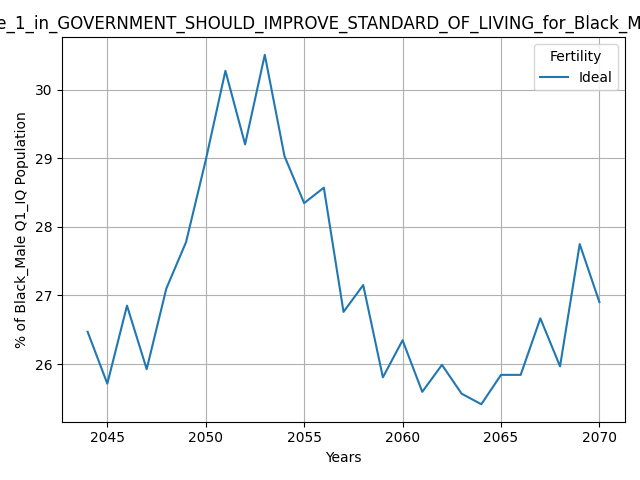 e_1_in_GOVERNMENT_SHOULD_IMPROVE_STANDARD_OF_LIVING_for_Black_M
Fertility
Ideal
% of Black_Male Q1_IQ Population
30
29
28
27
26
2045
2050
2055
2060
2065
2070
Years